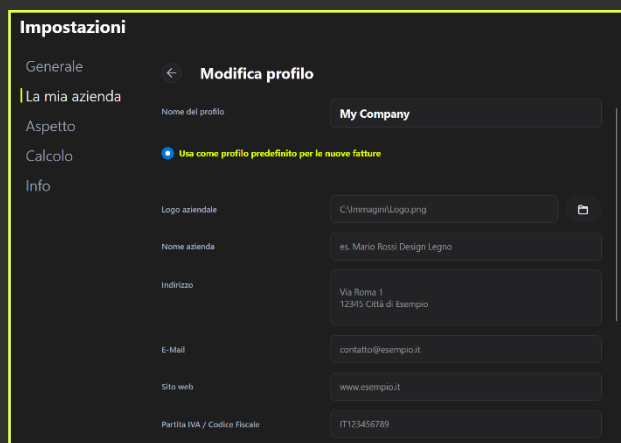 Impostazioni
Generale
La mia azienda
Aspetto
Calcolo
Info
Modifica profilo
Nome del profilo
My Company
Usa come profilo predefinito per le nuove fatture
Logo aziendale
C:\Immagini\Logo.png
Nome azienda
es. Mario Rossi Design Legno
Indirizzo
Via Roma 1
12345 Città di Esempio
E-Mail
contatto@esempio.it
Sito web
www.esempio.it
Partita IVA / Codice Fiscale
IT123456789